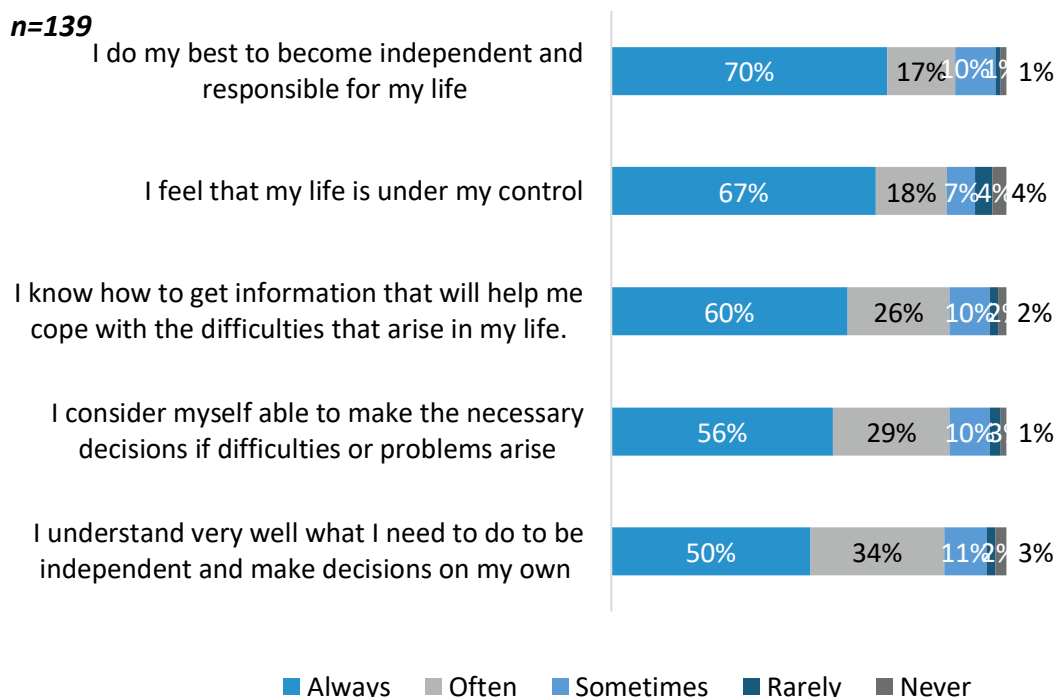 n=139
I do my best to become independent and
responsible for my life
70% 17% 10% 1% 1%
I feel that my life is under my control
67% 18% 7% 4% 4%
I know how to get information that will help me
cope with the difficulties that arise in my life.
60% 26% 10% 2% 2%
I consider myself able to make the necessary
decisions if difficulties or problems arise
56% 29% 10% 3% 1%
I understand very well what I need to do to be
independent and make decisions on my own
50% 34% 11% 2% 3%
Always Often Sometimes Rarely Never